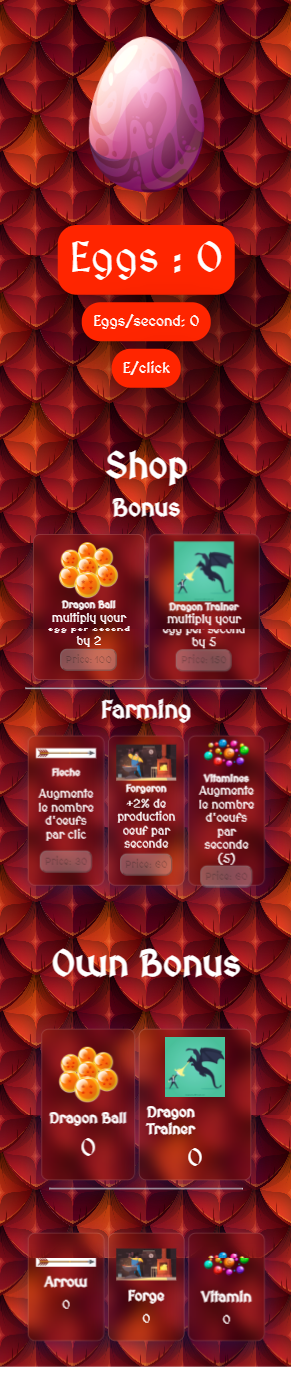 Eggs : 0
Eggs/second: 0
E/click
Shop
Bonus
Dragon Ball
multiply your
egg per second
by 2
Price: 100
Dragon Trainer
multiply your
egg per second
by 5
Price: 150
Farming
Fleche
Augmente
le nombre
d'oeufs
par clic
Price: 20
Forgeron
+2% de
production
oeuf par
seconde
Price: 50
Vitamines
Augmente
le nombre
d'oeufs
par
seconde
(5)
Price: 60
Own Bonus
Dragon Ball
0
Dragon
Trainer
0
Arrow
0
Forge
0
Vitamin
0